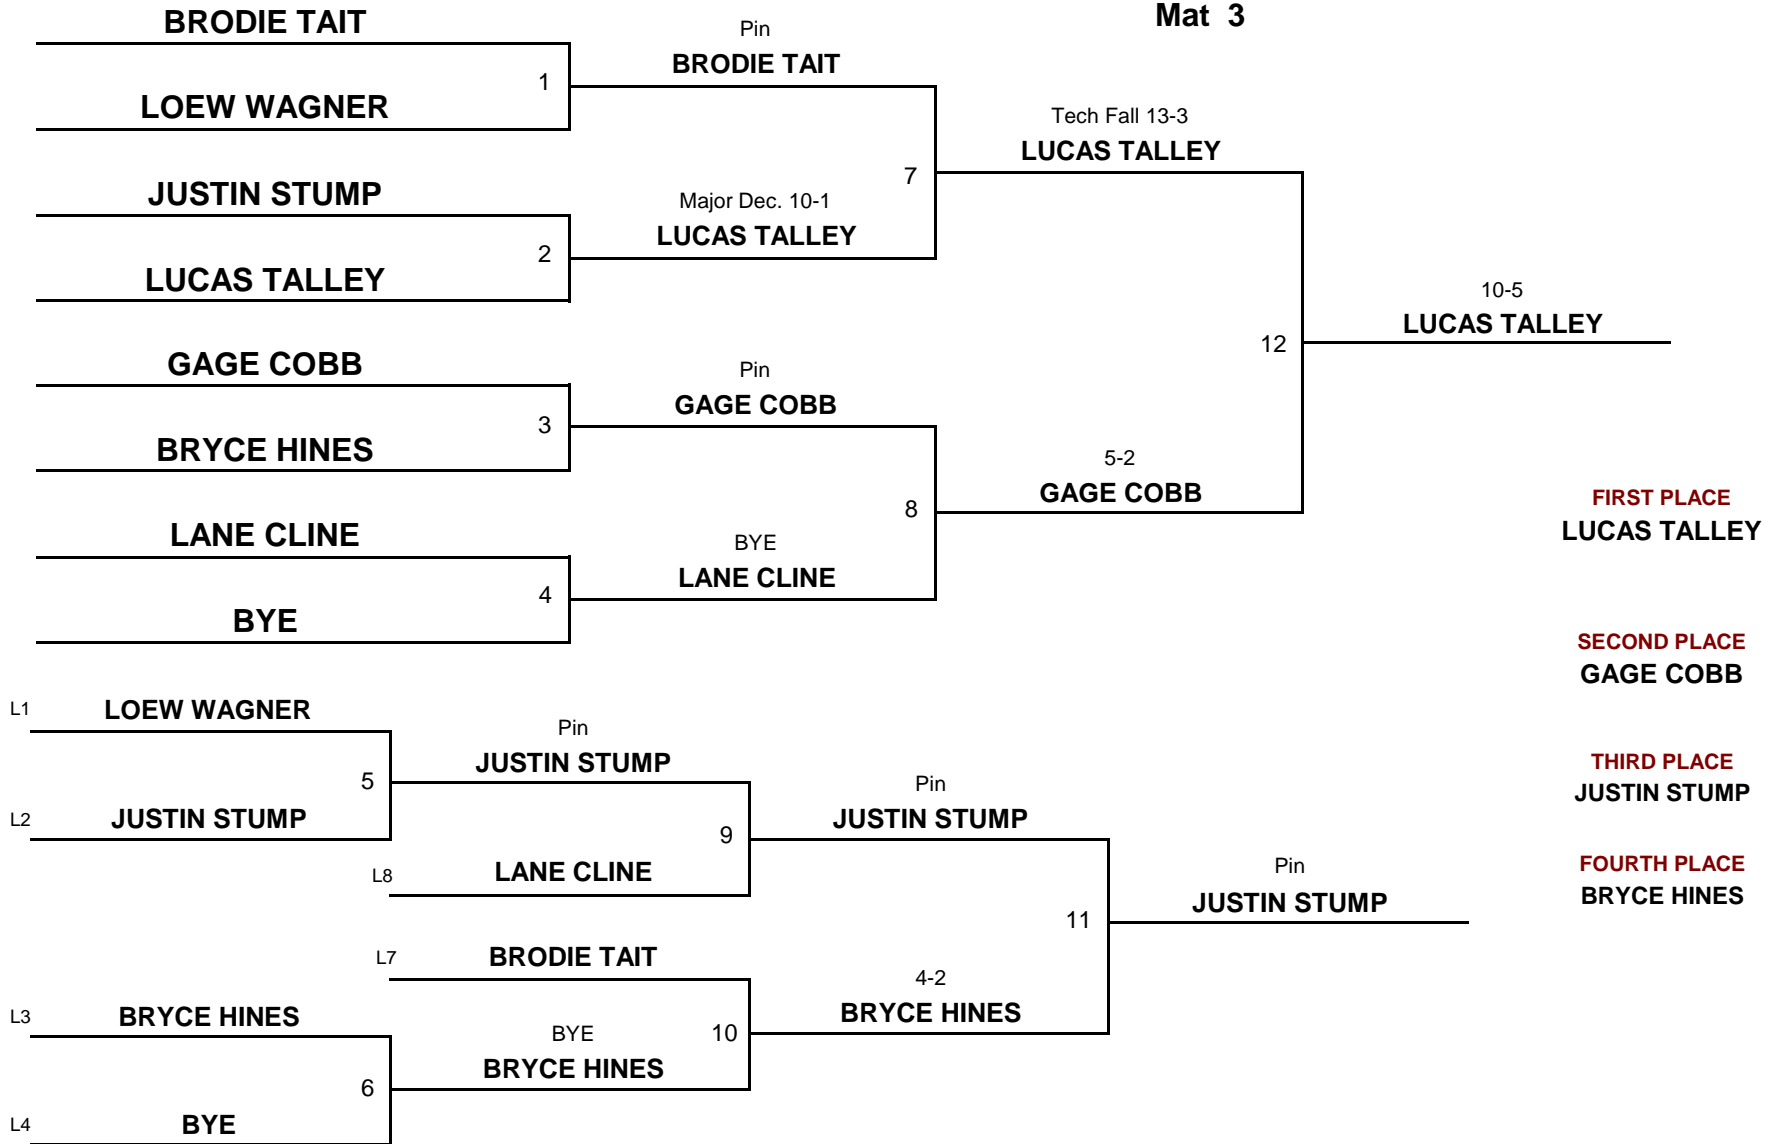 Mat 3
BRODIE TAIT
1
LOEW WAGNER
Pin
BRODIE TAIT
JUSTIN STUMP
2
LUCAS TALLEY
Major Dec. 10-1
LUCAS TALLEY
7
Tech Fall 13-3
LUCAS TALLEY
GAGE COBB
3
BRYCE HINES
Pin
GAGE COBB
LANE CLINE
4
BYE
BYE
LANE CLINE
8
5-2
GAGE COBB
12
10-5
LUCAS TALLEY
FIRST PLACE
LUCAS TALLEY
SECOND PLACE
GAGE COBB
THIRD PLACE
JUSTIN STUMP
FOURTH PLACE
BRYCE HINES
L1 LOEW WAGNER
5
L2 JUSTIN STUMP
Pin
JUSTIN STUMP
9
L8 LANE CLINE
Pin
JUSTIN STUMP
L7 BRODIE TAIT
L3 BRYCE HINES
6
L4 BYE
BYE
BRYCE HINES
10
4-2
BRYCE HINES
11
Pin
JUSTIN STUMP